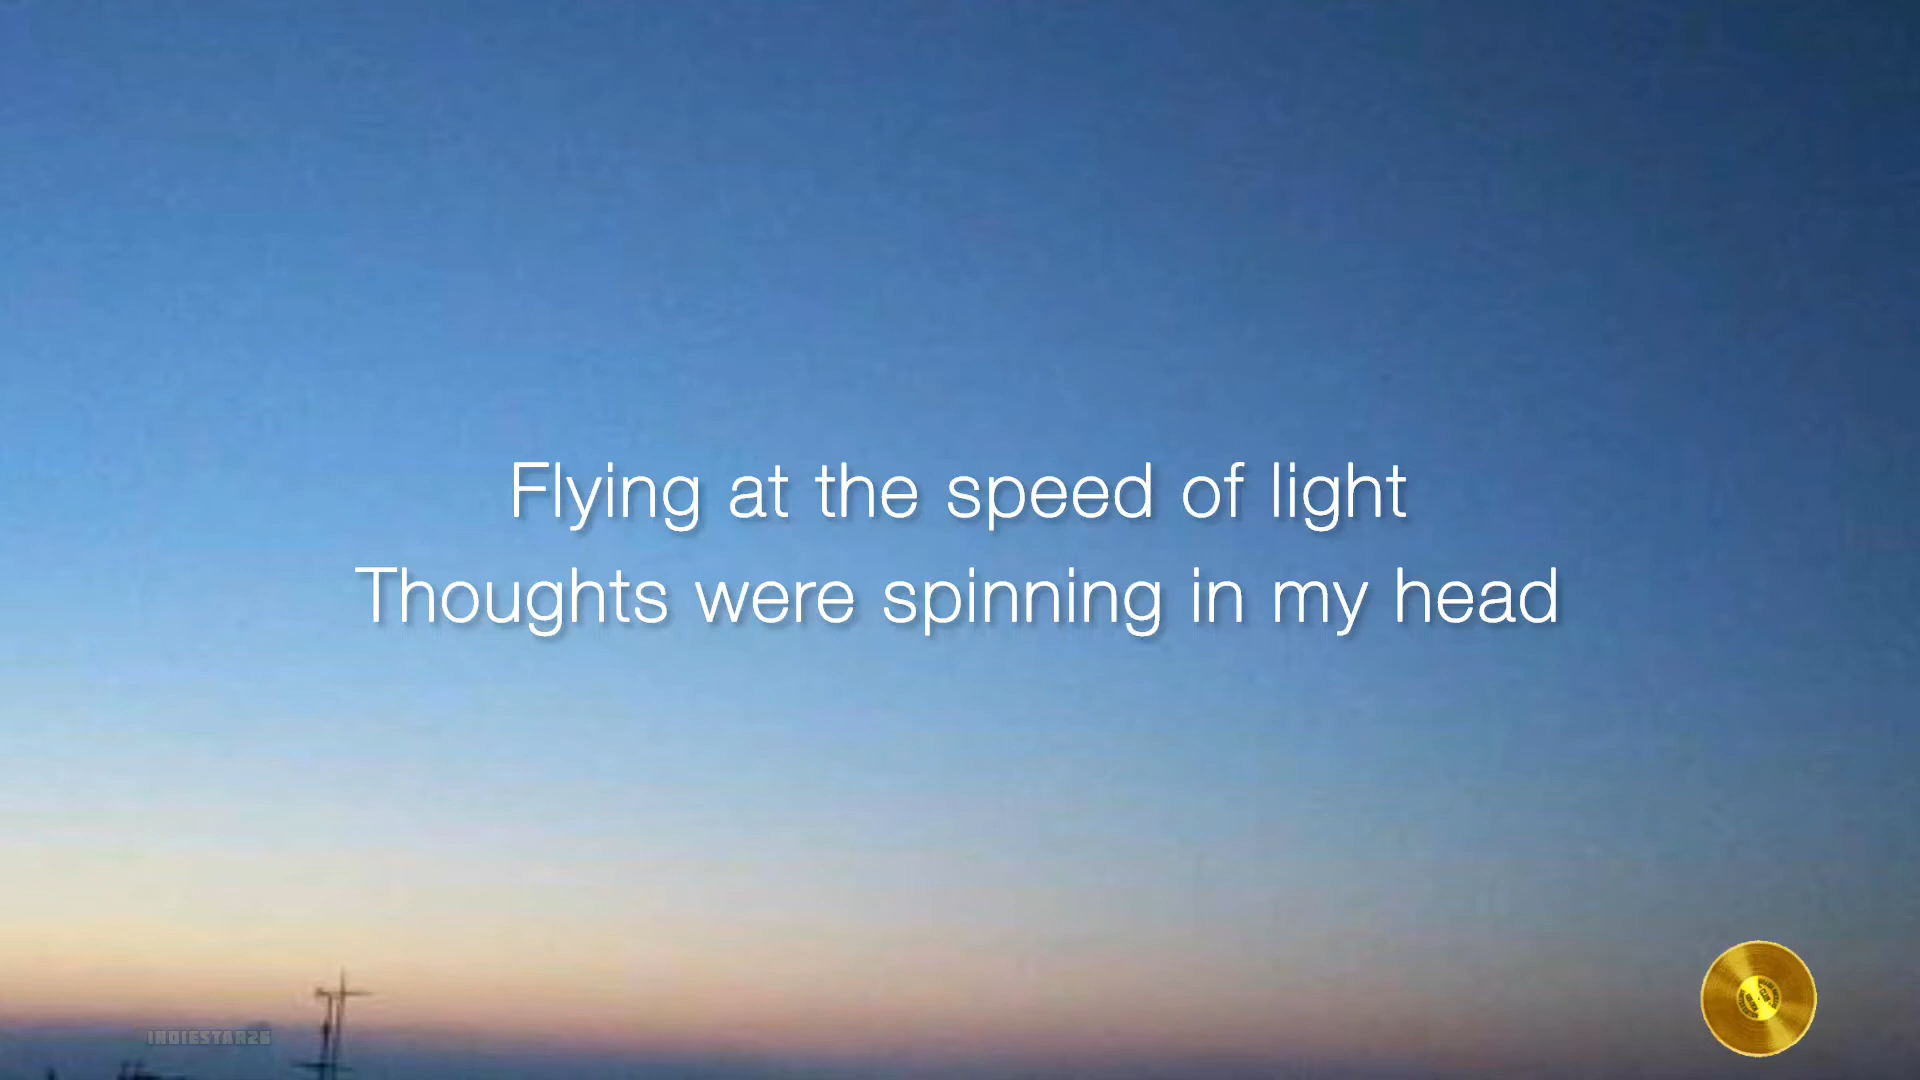 Flying at the speed of light
Thoughts were spinning in my head
INDIESTAR26